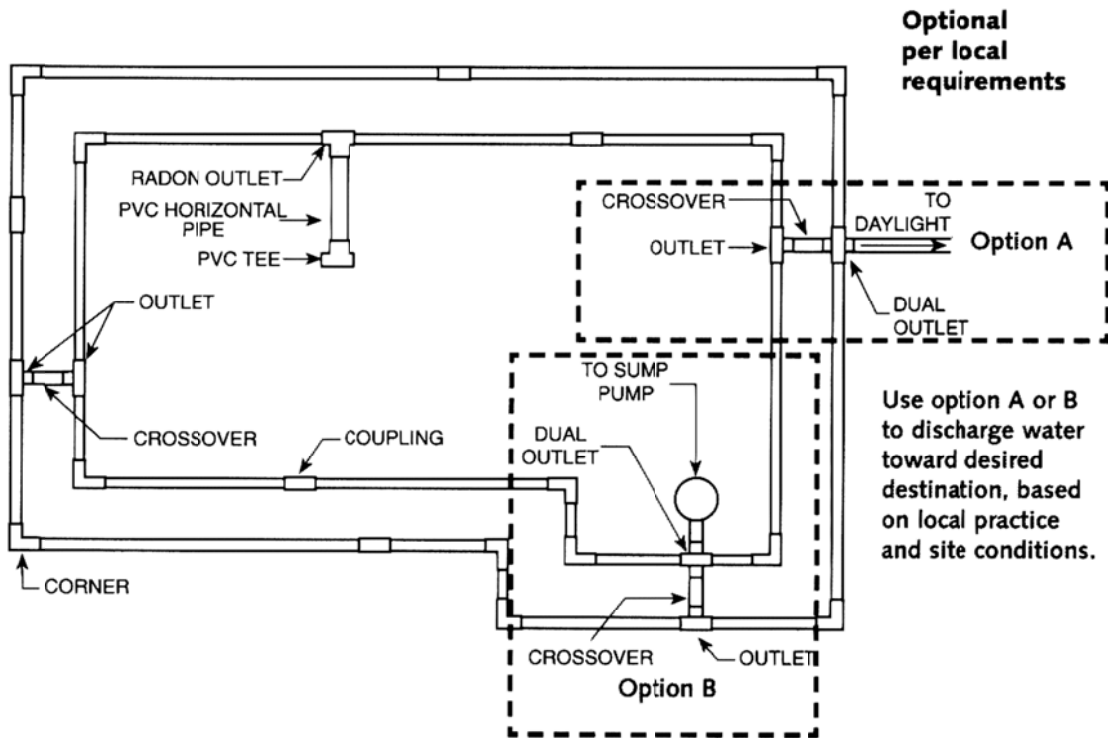 Optional
per local
requirements
RADON OUTLET
PVC HORIZONTAL
PIPE
PVC TEE
CROSSOVER
TO
DAYLIGHT
OUTLET
Option A
DUAL
OUTLET
OUTLET
CROSSOVER
COUPLING
TO SUMP
PUMP
DUAL
OUTLET
Use option A or B
to discharge water
toward desired
destination, based
on local practice
and site conditions.
CORNER
CROSSOVER
OUTLET
Option B